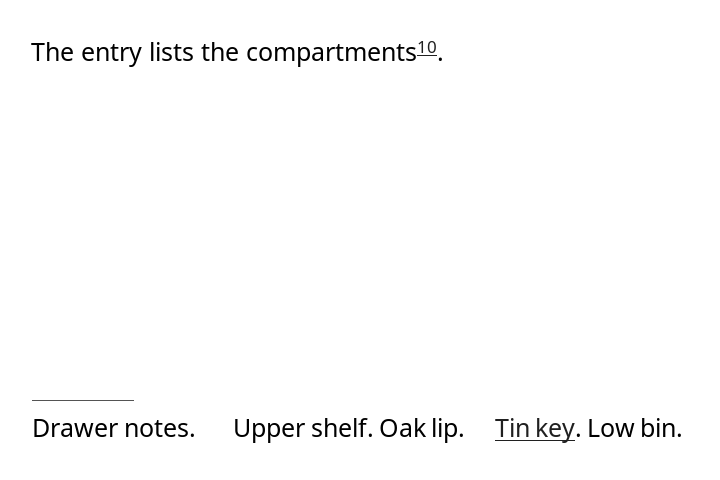 The entry lists the compartments10.
Drawer notes. Upper shelf. Oak lip. Tin key. Low bin.